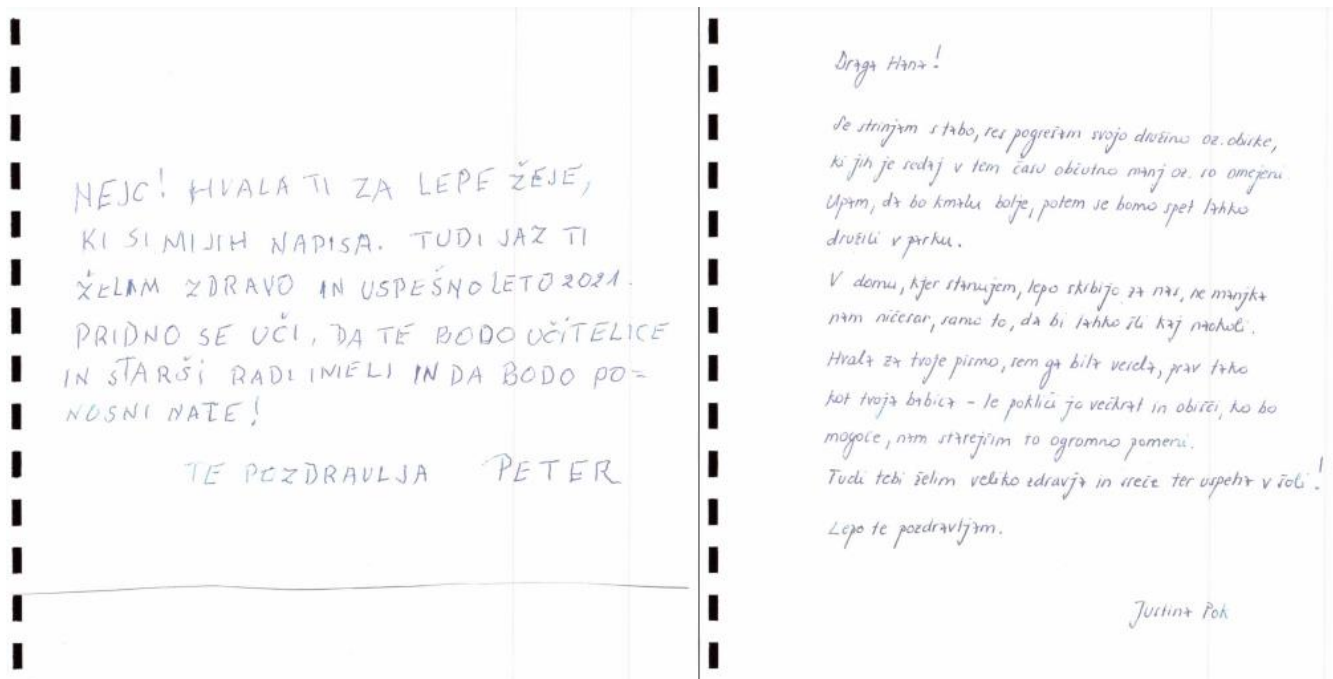 NEJC! HVALA TI ZA LEPE ŽEJE,
KI SI MI JIH NAPISA. TUDI JAZ TI
ŽELAM ZDRAVO IN USPEŠNO LETO 2021.
PRIDNO SE UČI, DA TE BODO UČITELICE
IN STARŠI RADI IMELI IN DA BODO PO=
NOSNI NATE!
TE POZDRAVLJA PETER
Draga Hana!
Se strinjam s tabo, res pogrešam svojo družino oz. obiske,
ki jih je sedaj v tem času občutno manj oz. so omejeni.
Upam, da bo kmalu bolje, potem se bomo spet lahko
družili v parku.
V domu, kjer stanujem, lepo skrbijo za nas, ne manjka
nam ničesar, samo to, da bi lahko šli kaj naokoli.
Hvala za tvoje pismo, sem ga bila vesela, prav tako
kot tvoja babica - le pokliči jo večkrat in obišči, ko bo
mogoče, nam starejšim to ogromno pomeni.
Tudi tebi želim veliko zdravja in sreče ter uspeha v šoli!
Lepo te pozdravljam.
Justina Pok